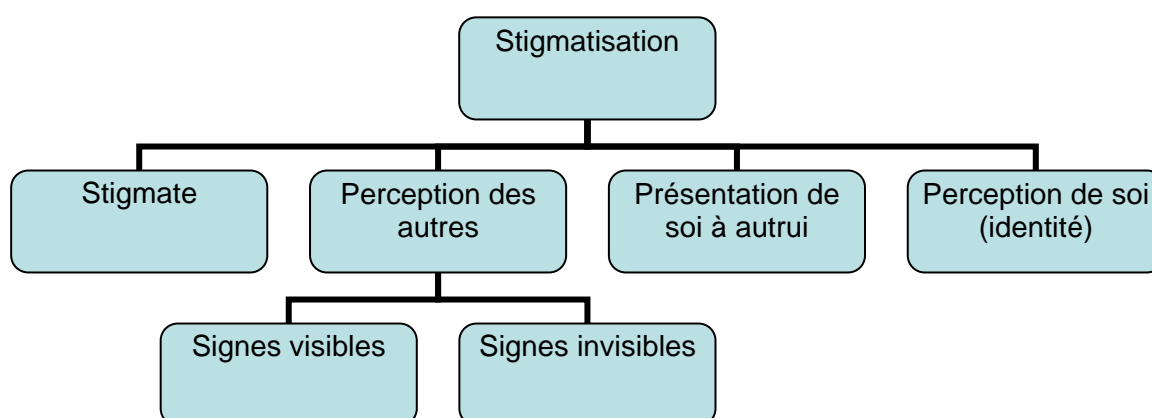 Stigmatisation
Stigmate
Perception des
autres
Présentation de
soi à autrui
Perception de soi
(identité)
Signes visibles
Signes invisibles